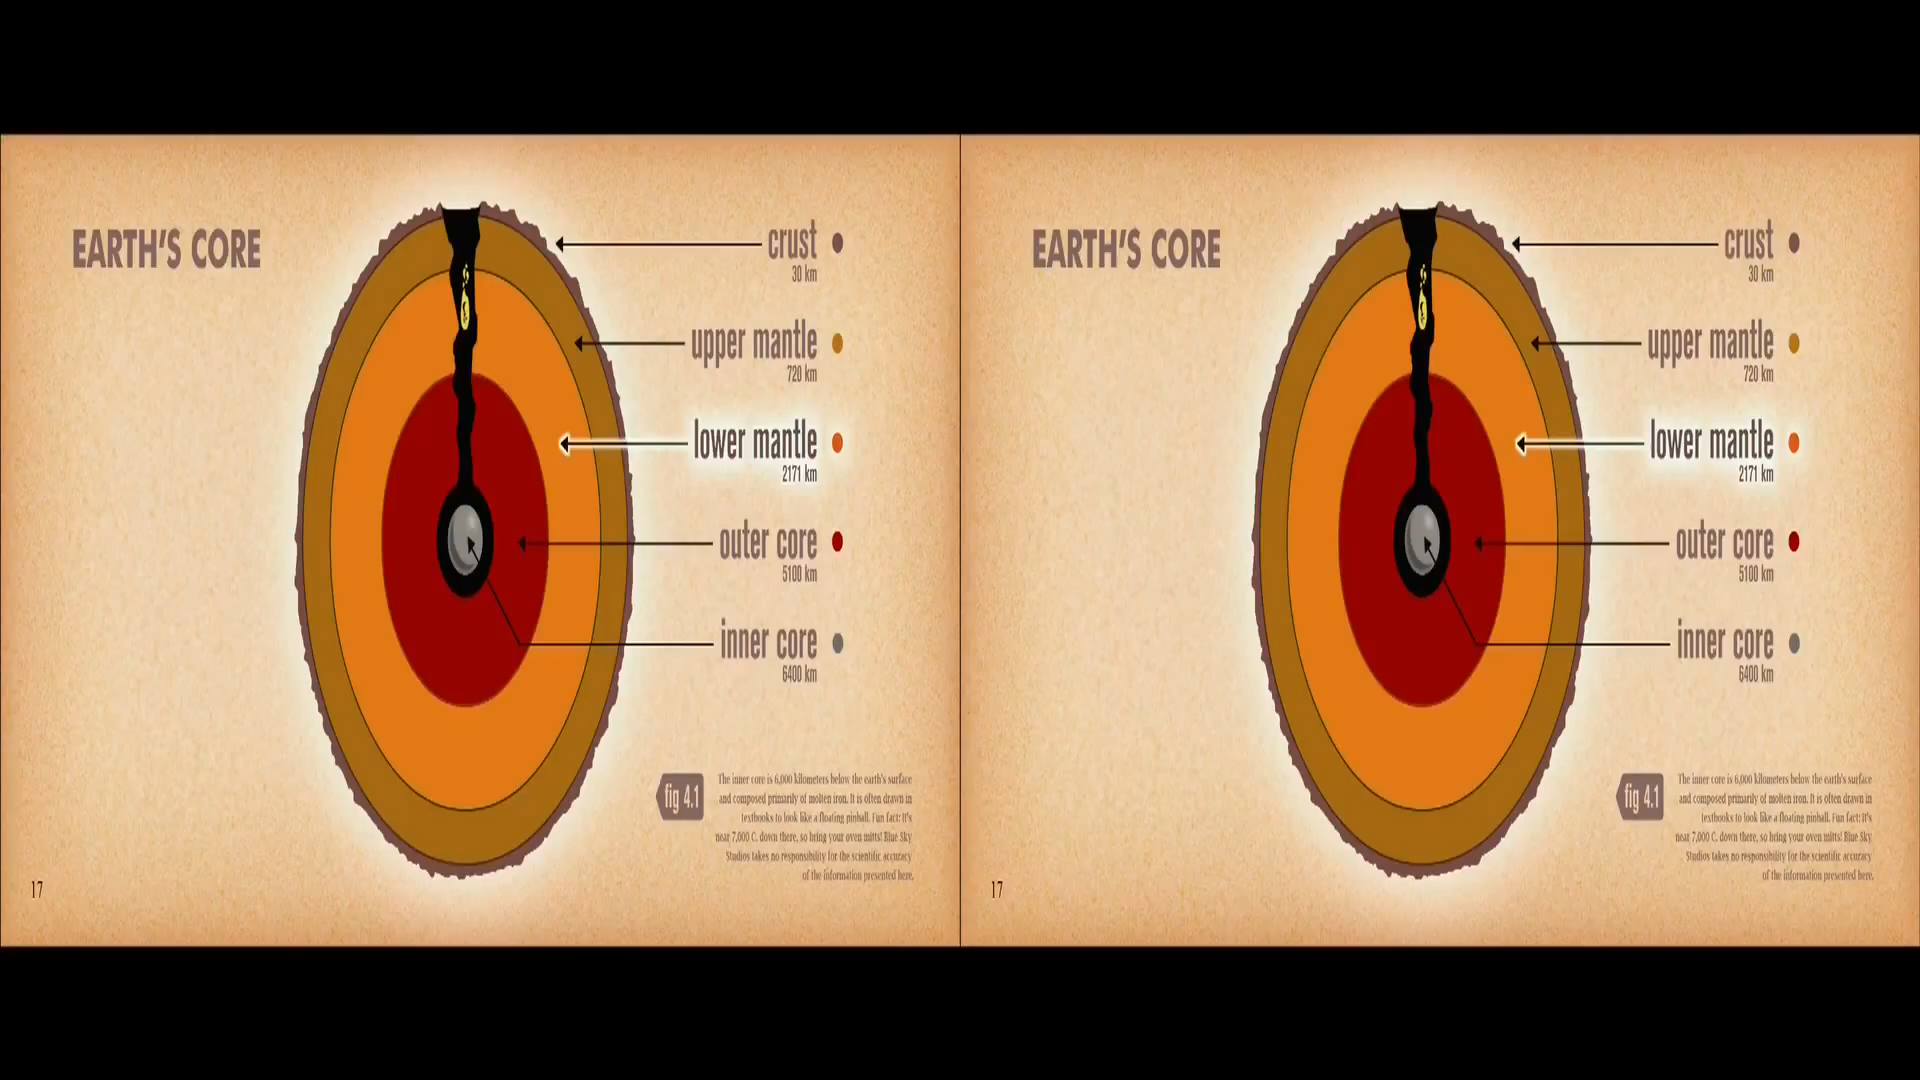 EARTH'S CORE
crust
30 km
upper mantle
720 km
lower mantle
2171 km
outer core
5100 km
inner core
6400 km
fig 4.1
The inner core is 6,000 kilometers below the earth's surface
and composed primarily of molten iron. It is often drawn in
textbooks to look like a floating pinball. Fun fact: It's
near 7,000 C. down there, so bring your oven mitts! Blue Sky
Studios takes no responsibility for the scientific accuracy
of the information presented here.
17
EARTH'S CORE
crust
30 km
upper mantle
720 km
lower mantle
2171 km
outer core
5100 km
inner core
6400 km
fig 4.1
The inner core is 6,000 kilometers below the earth's surface
and composed primarily of molten iron. It is often drawn in
textbooks to look like a floating pinball. Fun fact: It's
near 7,000 C. down there, so bring your oven mitts! Blue Sky
Studios takes no responsibility for the scientific accuracy
of the information presented here.
17